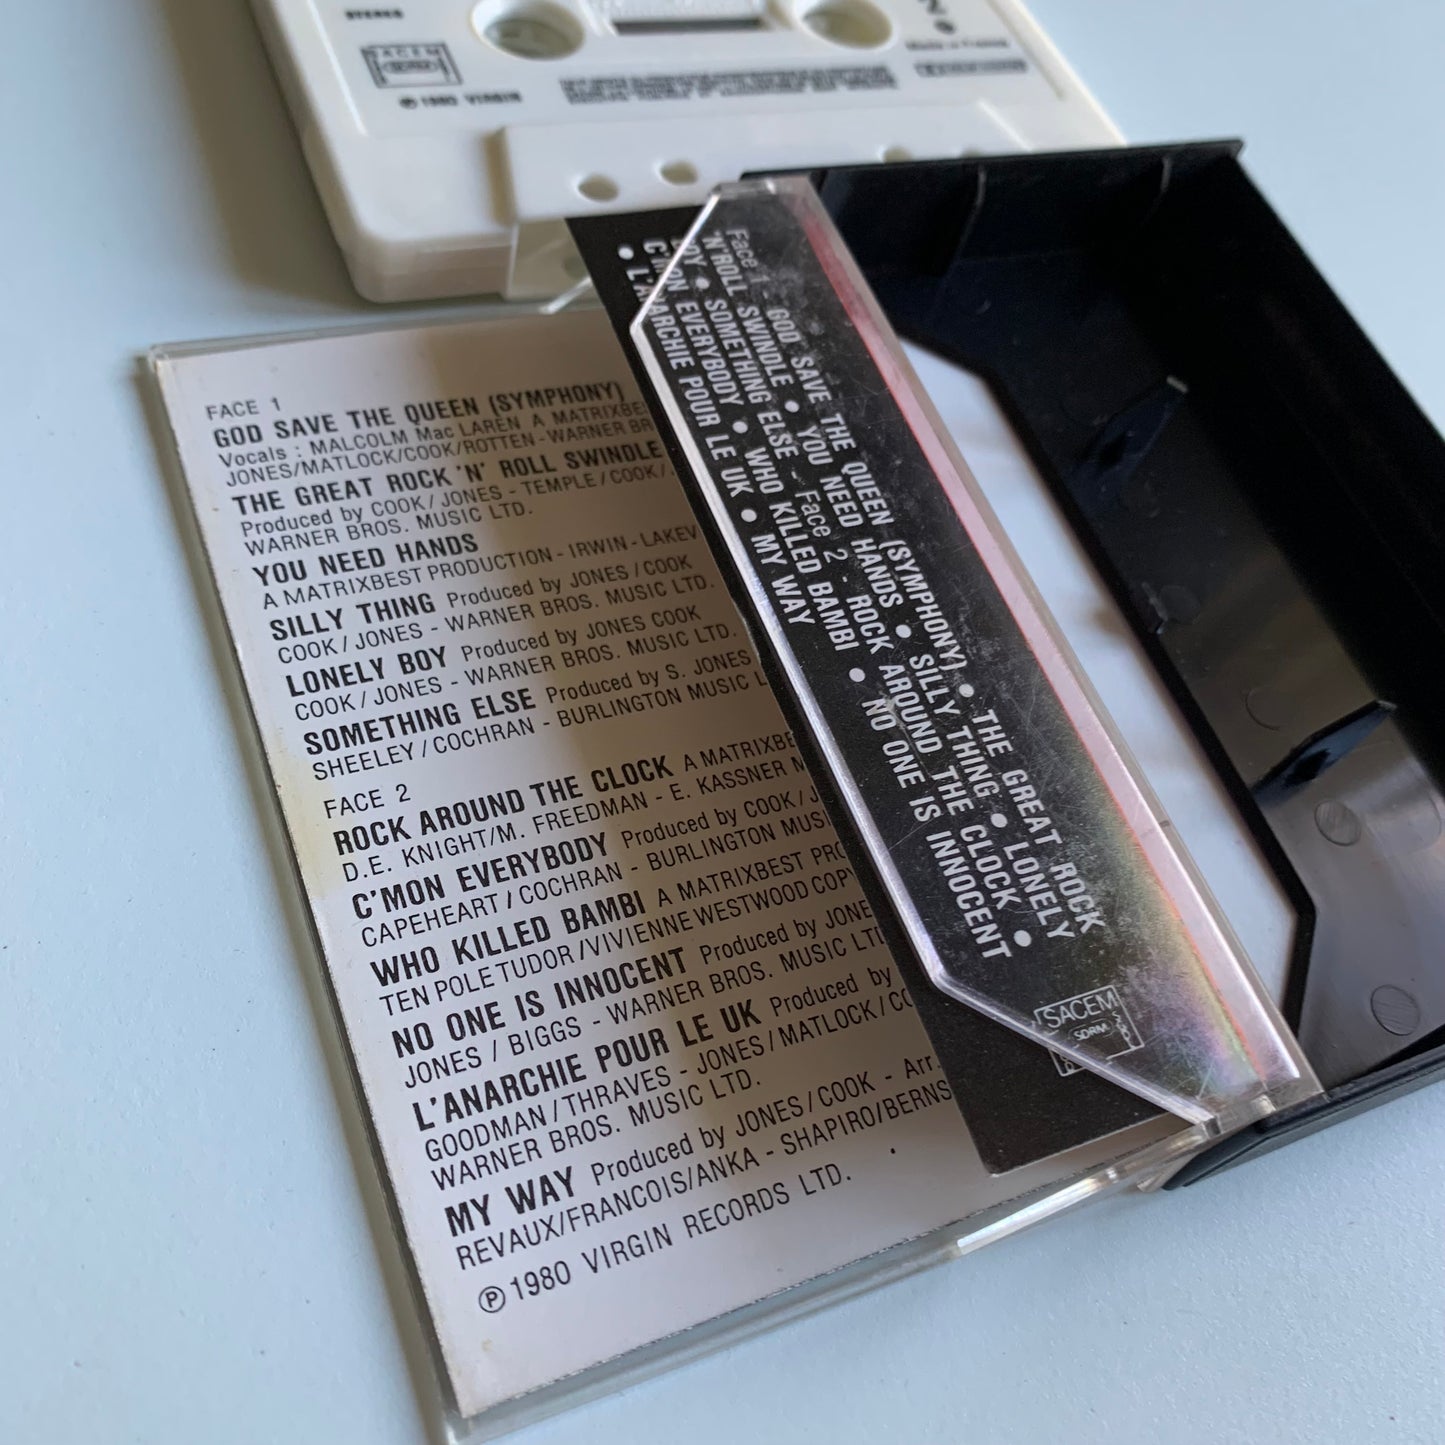 STEREO
SACEM
Made in France
℗ 1980 VIRGIN
FACE 1
GOD SAVE THE QUEEN (SYMPHONY)
Vocals : MALCOLM Mac LAREN A MATRIXBES
JONES/MATLOCK/COOK/ROTTEN-WARNER BR
THE GREAT ROCK 'N' ROLL SWINDLE
Produced by COOK/JONES - TEMPLE/COOK/
WARNER BROS. MUSIC LTD.
YOU NEED HANDS
A MATRIXBEST PRODUCTION - IRWIN - LAKEV
SILLY THING Produced by JONES/COOK
COOK/JONES - WARNER BROS. MUSIC LTD.
LONELY BOY Produced by JONES COOK
COOK/JONES - WARNER BROS. MUSIC LTD.
SOMETHING ELSE Produced by S. JONES
SHEELEY/COCHRAN - BURLINGTON MUSIC L
FACE 2
ROCK AROUND THE CLOCK A MATRIXBE
D.E. KNIGHT/M. FREEDMAN - E. KASSNER M
C'MON EVERYBODY Produced by COOK/J
CAPEHEART/COCHRAN - BURLINGTON MUSI
WHO KILLED BAMBI A MATRIXBEST PRO
TEN POLE TUDOR/VIVIENNE WESTWOOD COPY
NO ONE IS INNOCENT Produced by JONE
JONES / BIGGS - WARNER BROS. MUSIC LTD
L'ANARCHIE POUR LE UK Produced by
GOODMAN/THRAVES - JONES/MATLOCK/CO
WARNER BROS. MUSIC LTD.
MY WAY Produced by JONES/COOK - Arr.
REVAUX/FRANCOIS/ANKA - SHAPIRO/BERNS
℗ 1980 VIRGIN RECORDS LTD.
Face 1 - GOD SAVE THE QUEEN (SYMPHONY) • THE GREAT ROCK
'N'ROLL SWINDLE • YOU NEED HANDS • SILLY THING • LONELY
BOY • SOMETHING ELSE - Face 2 - ROCK AROUND THE CLOCK •
C'MON EVERYBODY • WHO KILLED BAMBI • NO ONE IS INNOCENT
• L'ANARCHIE POUR LE UK • MY WAY
SACEM
SDRM